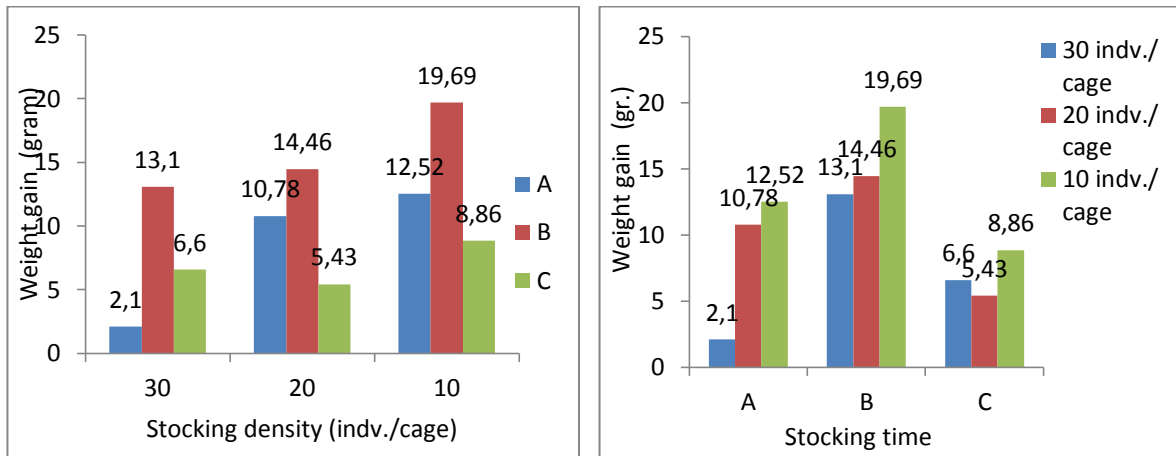 25
20
15
10
5
0
Weight gain (gram)
2,1
13,1
6,6
10,78
14,46
5,43
12,52
19,69
8,86
30
20
10
Stocking density (indv./cage)
A
B
C
25
20
15
10
5
0
Weight gain (gr.)
2,1
10,78
12,52
13,1
14,46
19,69
6,6
5,43
8,86
A
B
C
Stocking time
30 indv./
cage
20 indv./
cage
10 indv./
cage